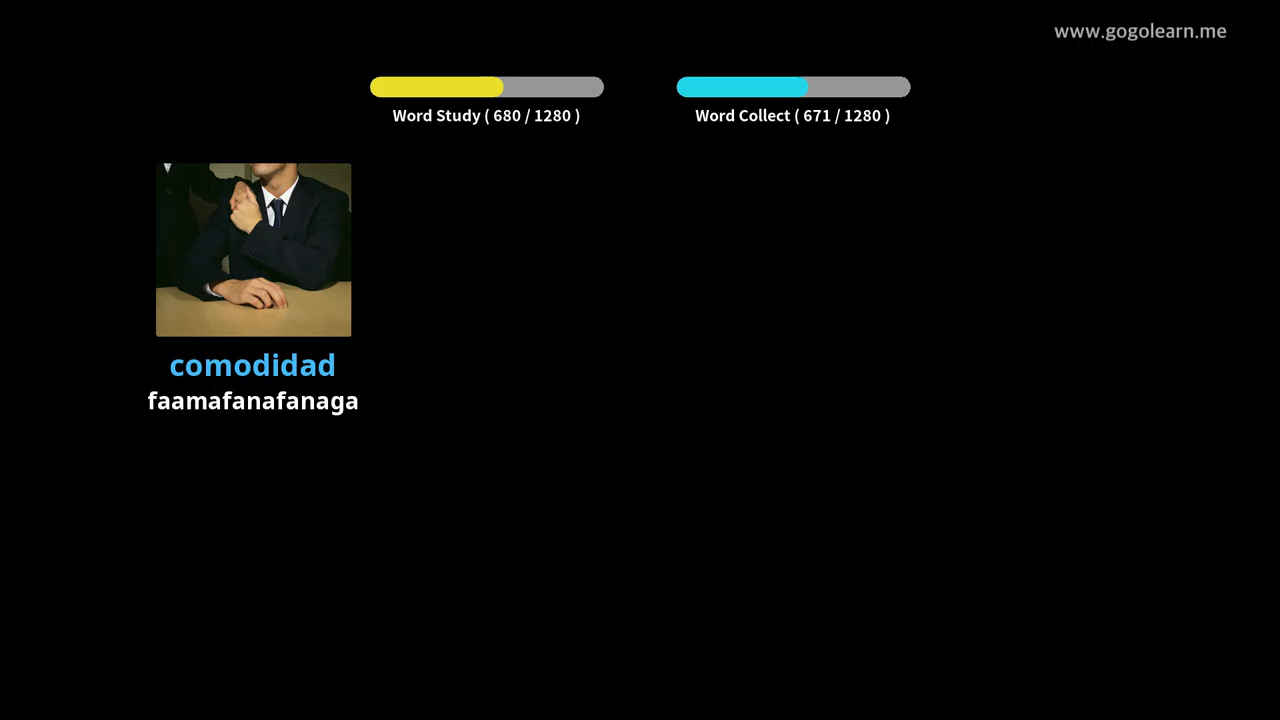 www.gogolearn.me
Word Study ( 680 / 1280 )
Word Collect ( 671 / 1280 )
comodidad
faamafanafanaga